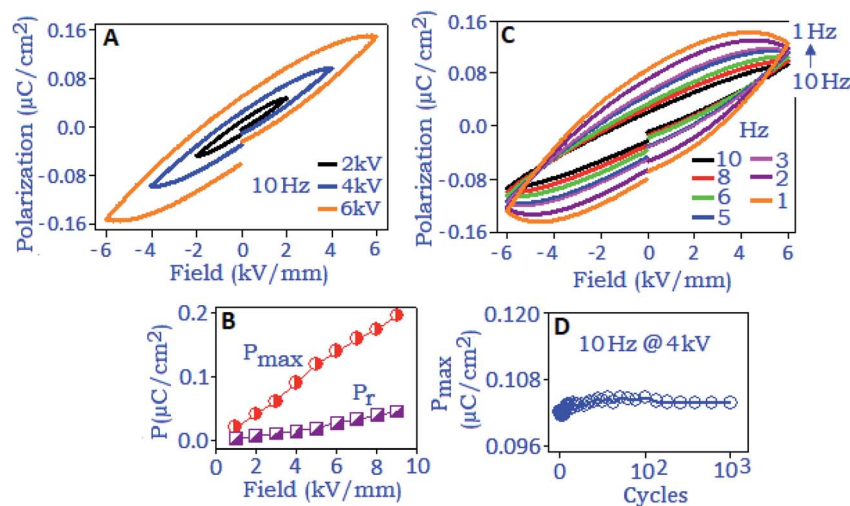 A
Polarization (µC/cm²)
0.16
0.08
0.0
-0.08
-0.16
10 Hz
2kV
4kV
6kV
-6 -4 -2 0 2 4 6
Field (kV/mm)
C
Polarization (µC/cm²)
0.16
0.08
0.0
-0.08
-0.16
1 Hz
10 Hz
Hz
10 3
8 2
6 1
5
-6 -4 -2 0 2 4 6
Field (kV/mm)
B
P(µC/cm²)
0.2
0.1
0.0
Pmax
Pr
0 2 4 6 8 10
Field (kV/mm)
D
10 Hz @ 4 kV
Pmax
(µC/cm²)
0.120
0.108
0.096
0 10² 10³
Cycles